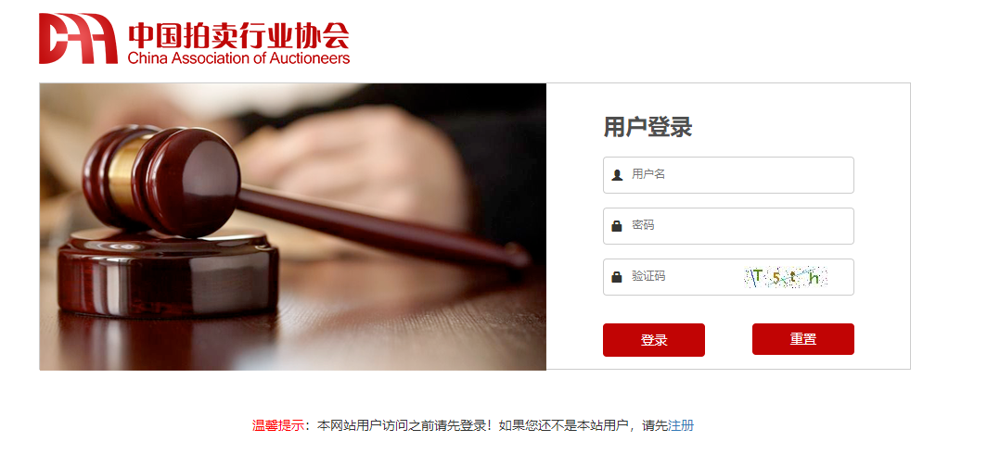 中国拍卖行业协会
China Association of Auctioneers
用户登录
用户名
密码
验证码 T5th
登录 重置
温馨提示：本网站用户访问之前请先登录！如果您还不是本站用户，请先注册